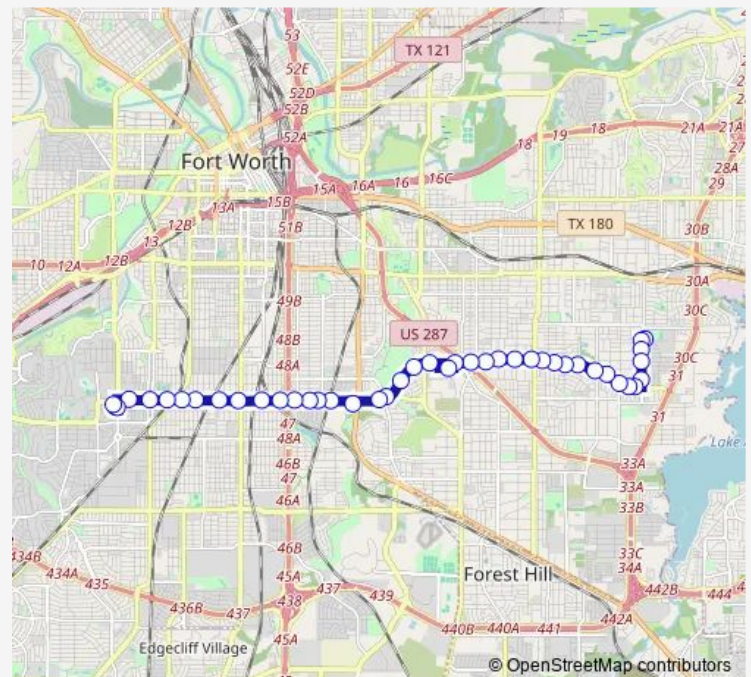 53
TX 121
52E
52D
52B
52A
18
19
18
21A
21A
27
28A
29
Fort Worth
15A
16A
16
16C
13A
15B
12B
13
51B
TX 180
30B
10
12A
12B
30A
30C
49B
US 287
48B
48A
30C
31
31
47
48A
46B
47
46A
33A
33A
33B
Lake
434B
434A
435
46B
45A
437
439
33C
34A
Forest Hill
442B
444
436B
437
438
440B
440A
441
442A
45A
Edgecliff Village
© OpenStreetMap contributors